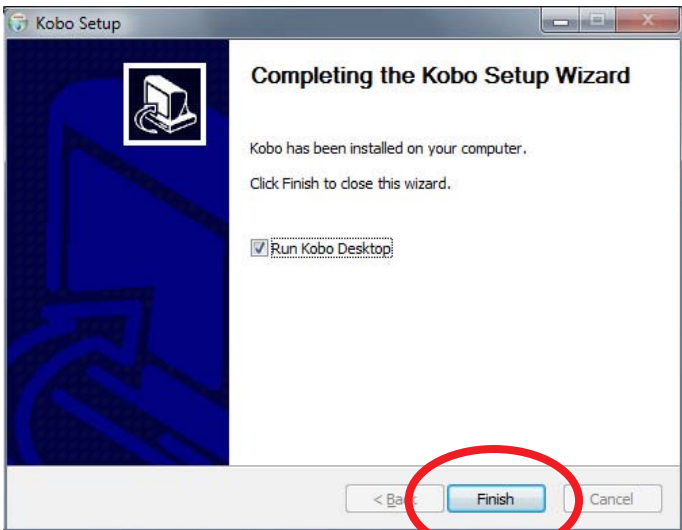 Kobo Setup
Completing the Kobo Setup Wizard
Kobo has been installed on your computer.
Click Finish to close this wizard.
Run Kobo Desktop
< Back Finish Cancel